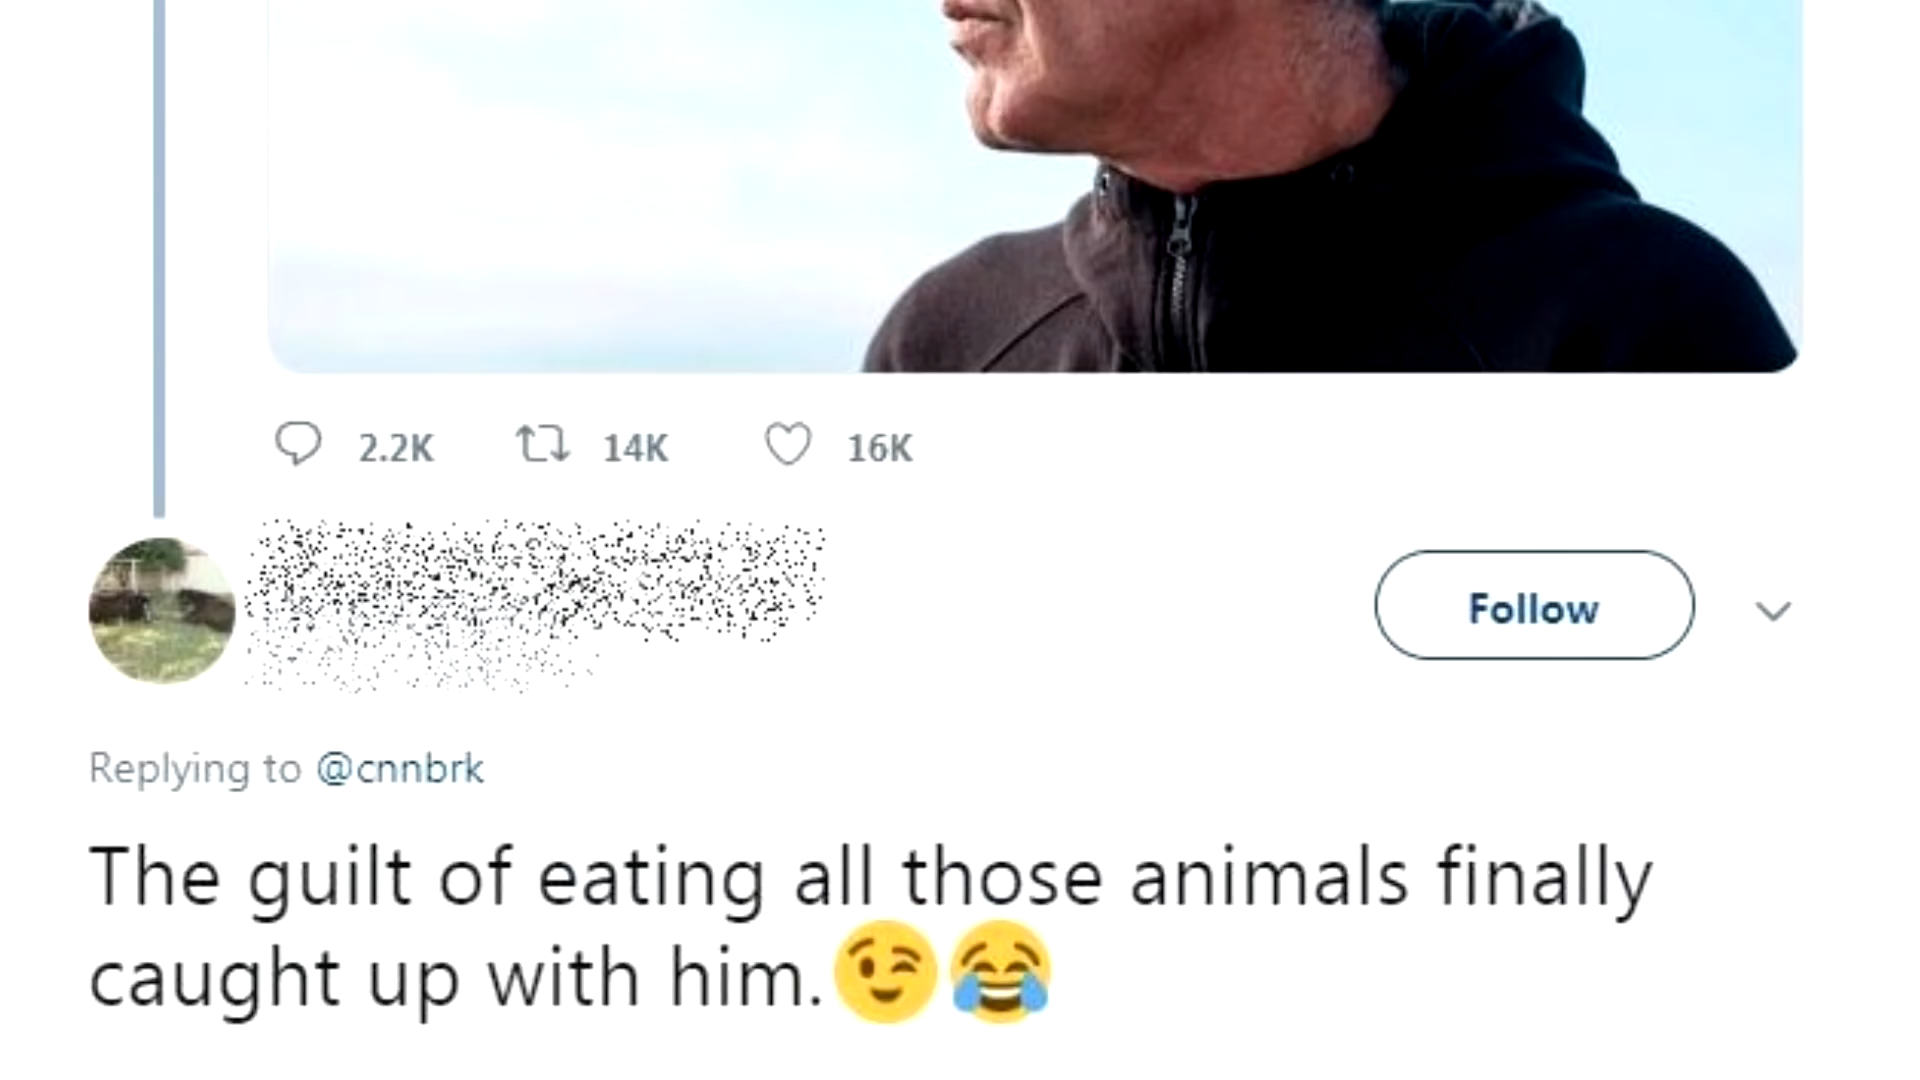 2.2K 14K 16K
Follow
Replying to @cnnbrk
The guilt of eating all those animals finally
caught up with him.😉😂